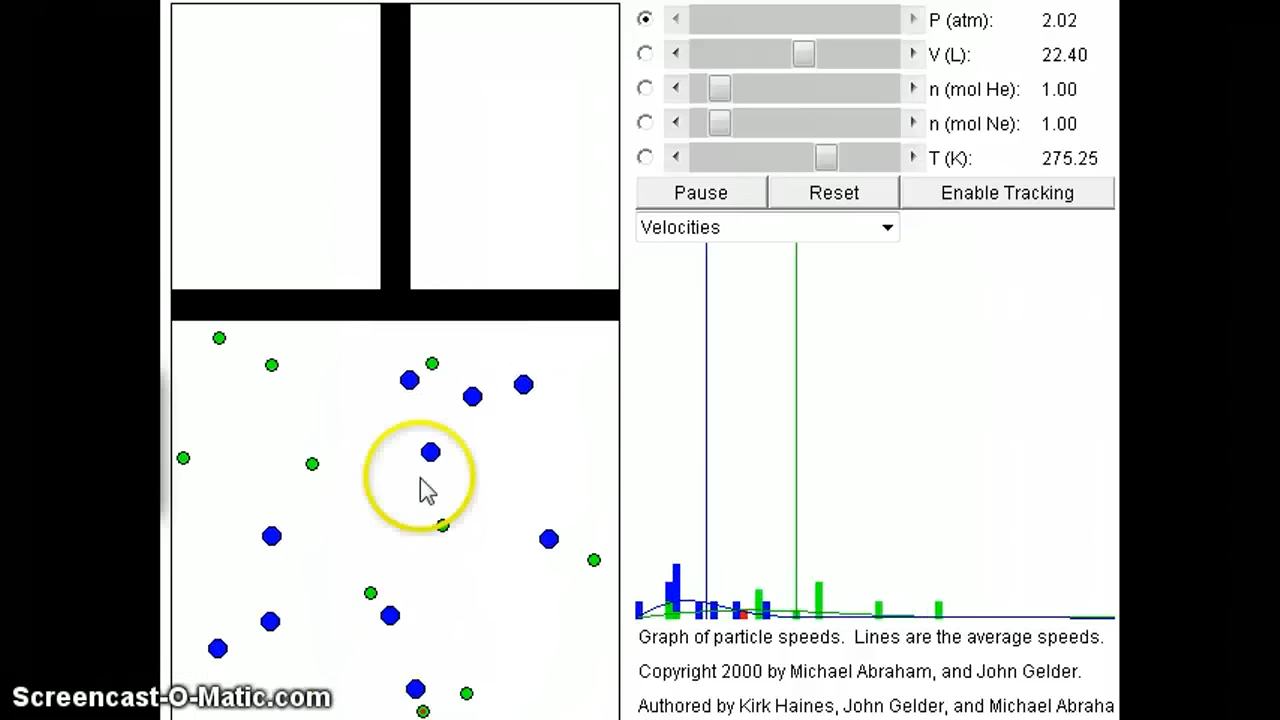 P (atm): 2.02
V (L): 22.40
n (mol He): 1.00
n (mol Ne): 1.00
T (K): 275.25
Pause Reset Enable Tracking
Velocities
Graph of particle speeds. Lines are the average speeds.
Copyright 2000 by Michael Abraham, and John Gelder.
Authored by Kirk Haines, John Gelder, and Michael Abraha
Screencast-O-Matic.com